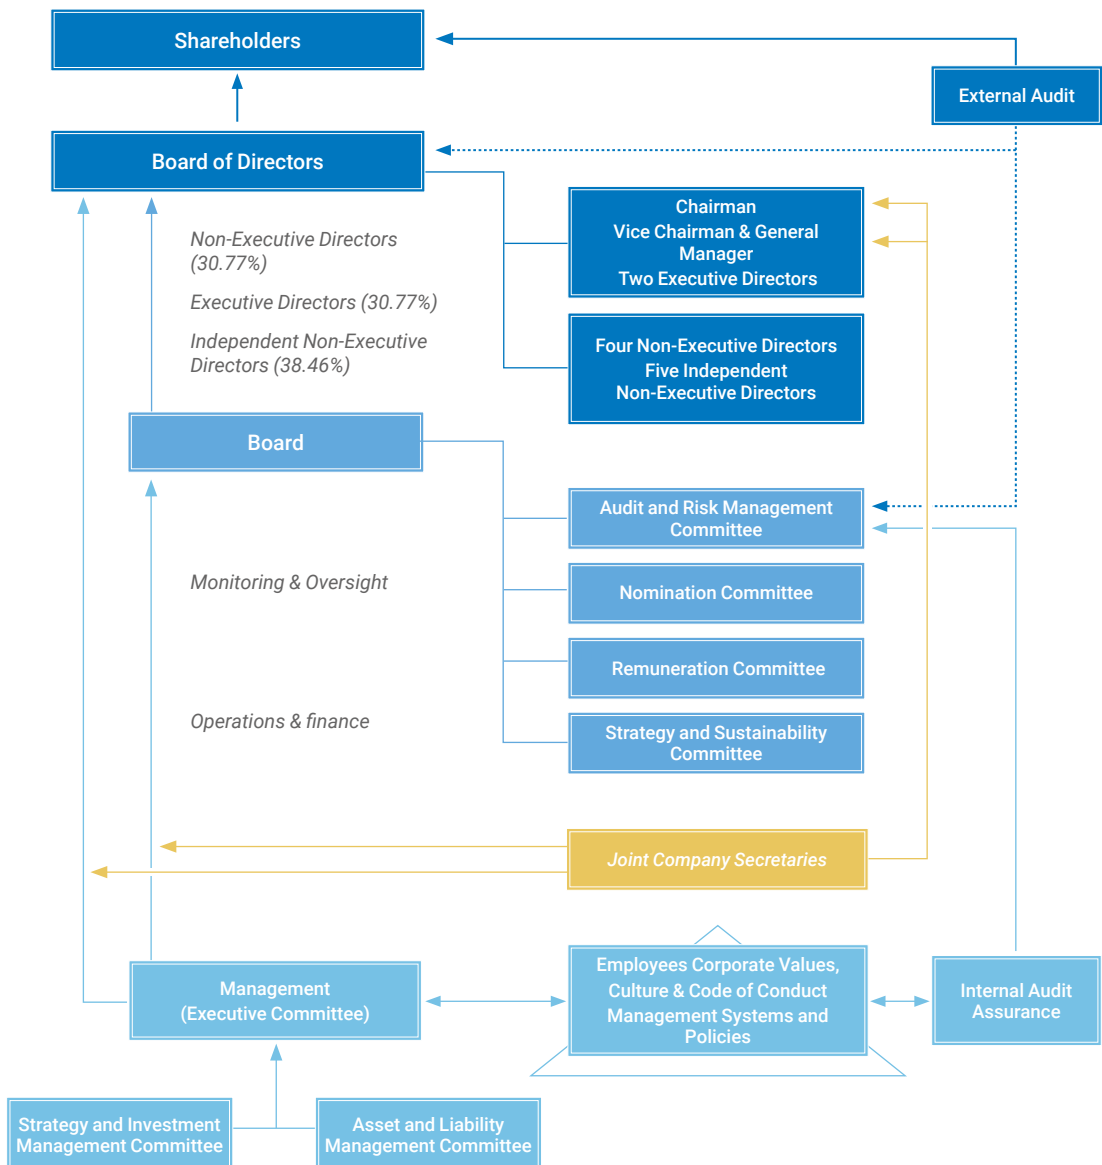 Shareholders
External Audit
Board of Directors
Chairman
Vice Chairman & General
Manager
Two Executive Directors
Non-Executive Directors
(30.77%)
Executive Directors (30.77%)
Independent Non-Executive
Directors (38.46%)
Four Non-Executive Directors
Five Independent
Non-Executive Directors
Board
Audit and Risk Management
Committee
Monitoring & Oversight
Nomination Committee
Remuneration Committee
Operations & finance
Strategy and Sustainability
Committee
Joint Company Secretaries
Management
(Executive Committee)
Employees Corporate Values,
Culture & Code of Conduct
Management Systems and
Policies
Internal Audit
Assurance
Strategy and Investment
Management Committee
Asset and Liability
Management Committee